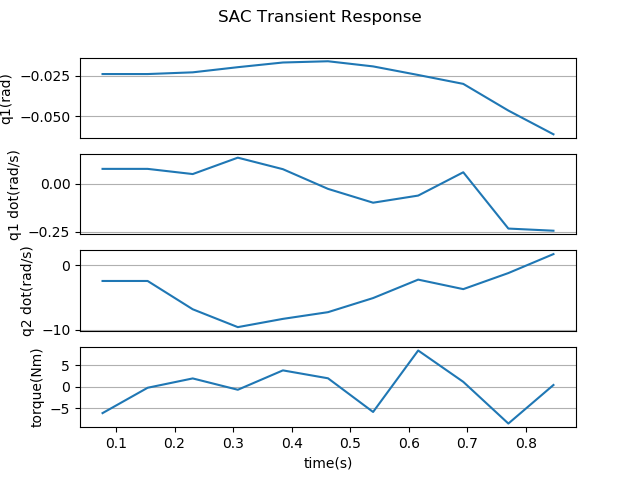 SAC Transient Response
−0.025
−0.050
q1(rad)
0.00
−0.25
q1 dot(rad/s)
0
−10
q2 dot(rad/s)
5
0
−5
torque(Nm)
0.1 0.2 0.3 0.4 0.5 0.6 0.7 0.8
time(s)